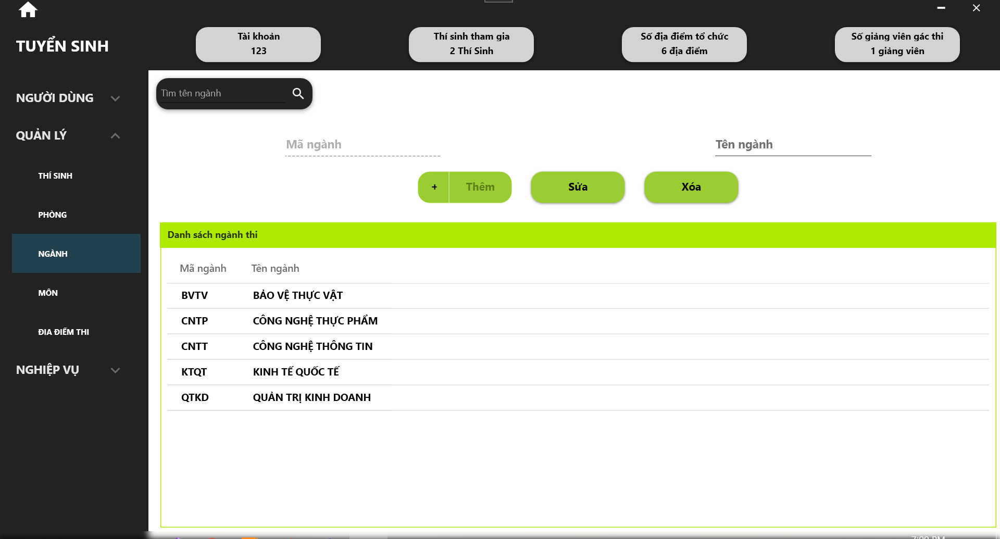 TUYỂN SINH
Tài khoản
123
Thí sinh tham gia
2 Thí Sinh
Số địa điểm tổ chức
6 địa điểm
Số giảng viên gác thi
1 giảng viên
NGƯỜI DÙNG
QUẢN LÝ
THÍ SINH
PHÒNG
NGÀNH
MÔN
ĐỊA ĐIỂM THI
NGHIỆP VỤ
Tìm tên ngành
Mã ngành
Tên ngành
+ Thêm
Sửa
Xóa
Danh sách ngành thi
Mã ngành Tên ngành
BVTV BẢO VỆ THỰC VẬT
CNTP CÔNG NGHỆ THỰC PHẨM
CNTT CÔNG NGHỆ THÔNG TIN
KTQT KINH TẾ QUỐC TẾ
QTKD QUẢN TRỊ KINH DOANH